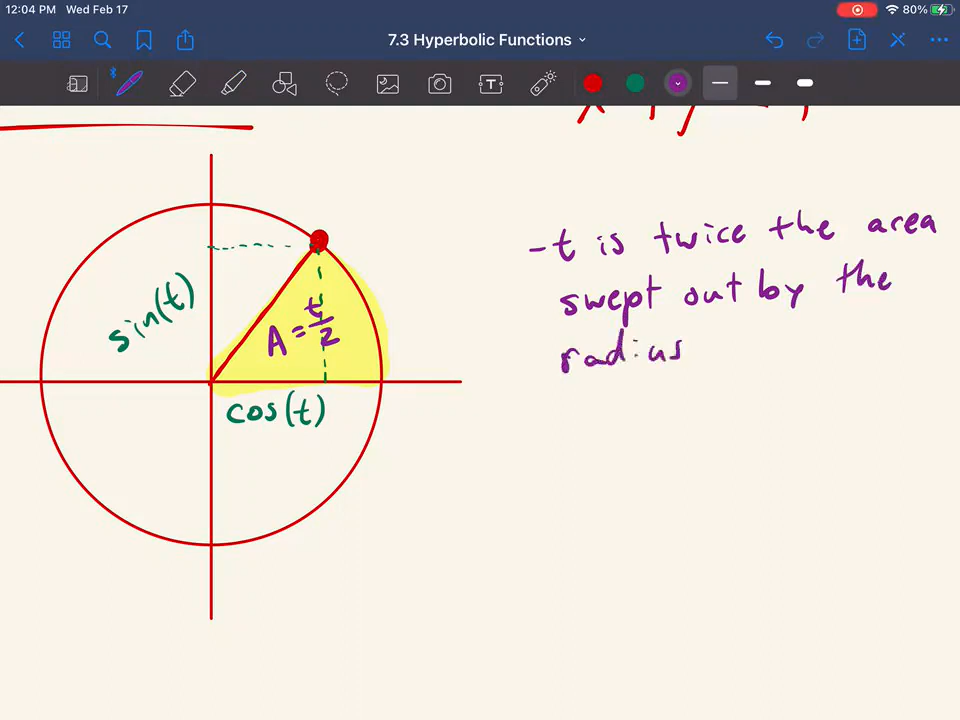 12:04 PM Wed Feb 17
80%
7.3 Hyperbolic Functions
T
- t is twice the area
swept out by the
radius
sin(t)
A = t/2
cos(t)